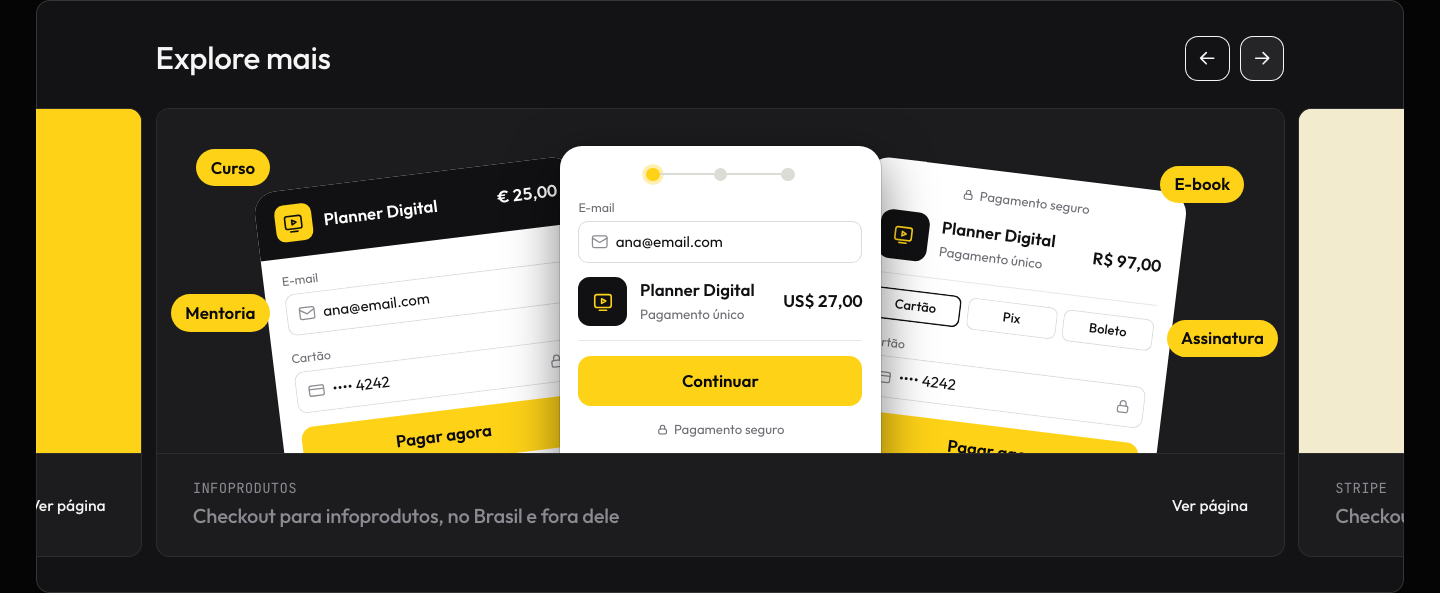 Explore mais
Curso
Mentoria
Planner Digital
€ 25,00
E-mail
ana@email.com
Cartão
•••• 4242
Pagar agora
E-mail
ana@email.com
Planner Digital
US$ 27,00
Pagamento único
Continuar
Pagamento seguro
E-book
Assinatura
Pagamento seguro
Planner Digital
R$ 97,00
Pagamento único
Cartão
Pix
Boleto
•••• 4242
Pagar
Ver página
INFOPRODUTOS
Checkout para infoprodutos, no Brasil e fora dele
Ver página
STRIPE